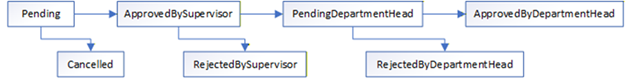 Pending
ApprovedBySupervisor
PendingDepartmentHead
ApprovedByDepartmentHead
Cancelled
RejectedBySupervisor
RejectedByDepartmentHead